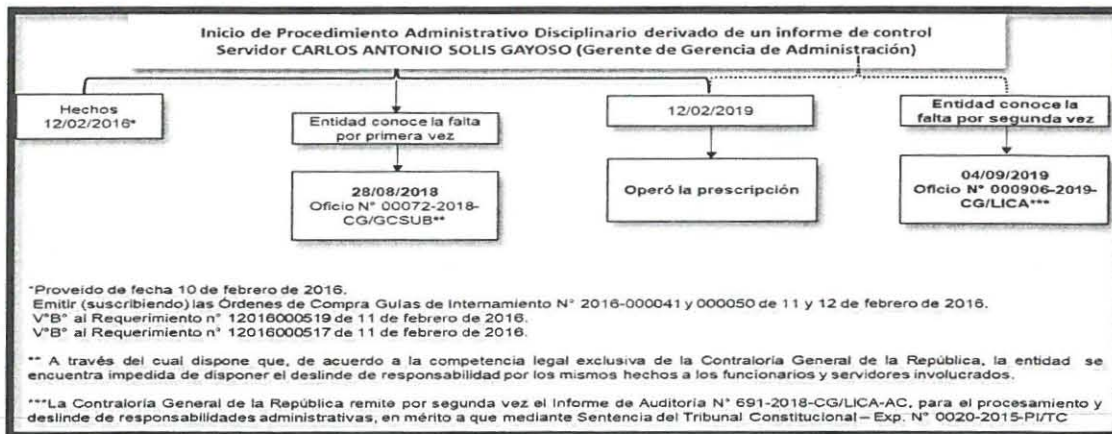 Inicio de Procedimiento Administrativo Disciplinario derivado de un informe de control
Servidor CARLOS ANTONIO SOLIS GAYOSO (Gerente de Gerencia de Administración)
Hechos
12/02/2016*
Entidad conoce la falta
por primera vez
12/02/2019
Entidad conoce la
falta por segunda vez
28/08/2018
Oficio N° 00072-2018-
CG/GCSUB**
Operó la prescripción
04/09/2019
Oficio N° 000906-2019-
CG/LICA***
*Proveído de fecha 10 de febrero de 2016.
Emitir (suscribiendo) las Órdenes de Compra Guías de Internamiento N° 2016-000041 y 000050 de 11 y 12 de febrero de 2016.
V°B° al Requerimiento n° 12016000519 de 11 de febrero de 2016.
V°B° al Requerimiento n° 12016000517 de 11 de febrero de 2016.
** A través del cual dispone que, de acuerdo a la competencia legal exclusiva de la Contraloría General de la República, la entidad se
encuentra impedida de disponer el deslinde de responsabilidad por los mismos hechos a los funcionarios y servidores involucrados.
***La Contraloría General de la República remite por segunda vez el Informe de Auditoría N° 691-2018-CG/LICA-AC, para el procesamiento y
deslinde de responsabilidades administrativas, en mérito a que mediante Sentencia del Tribunal Constitucional – Exp. N° 0020-2015-PI/TC